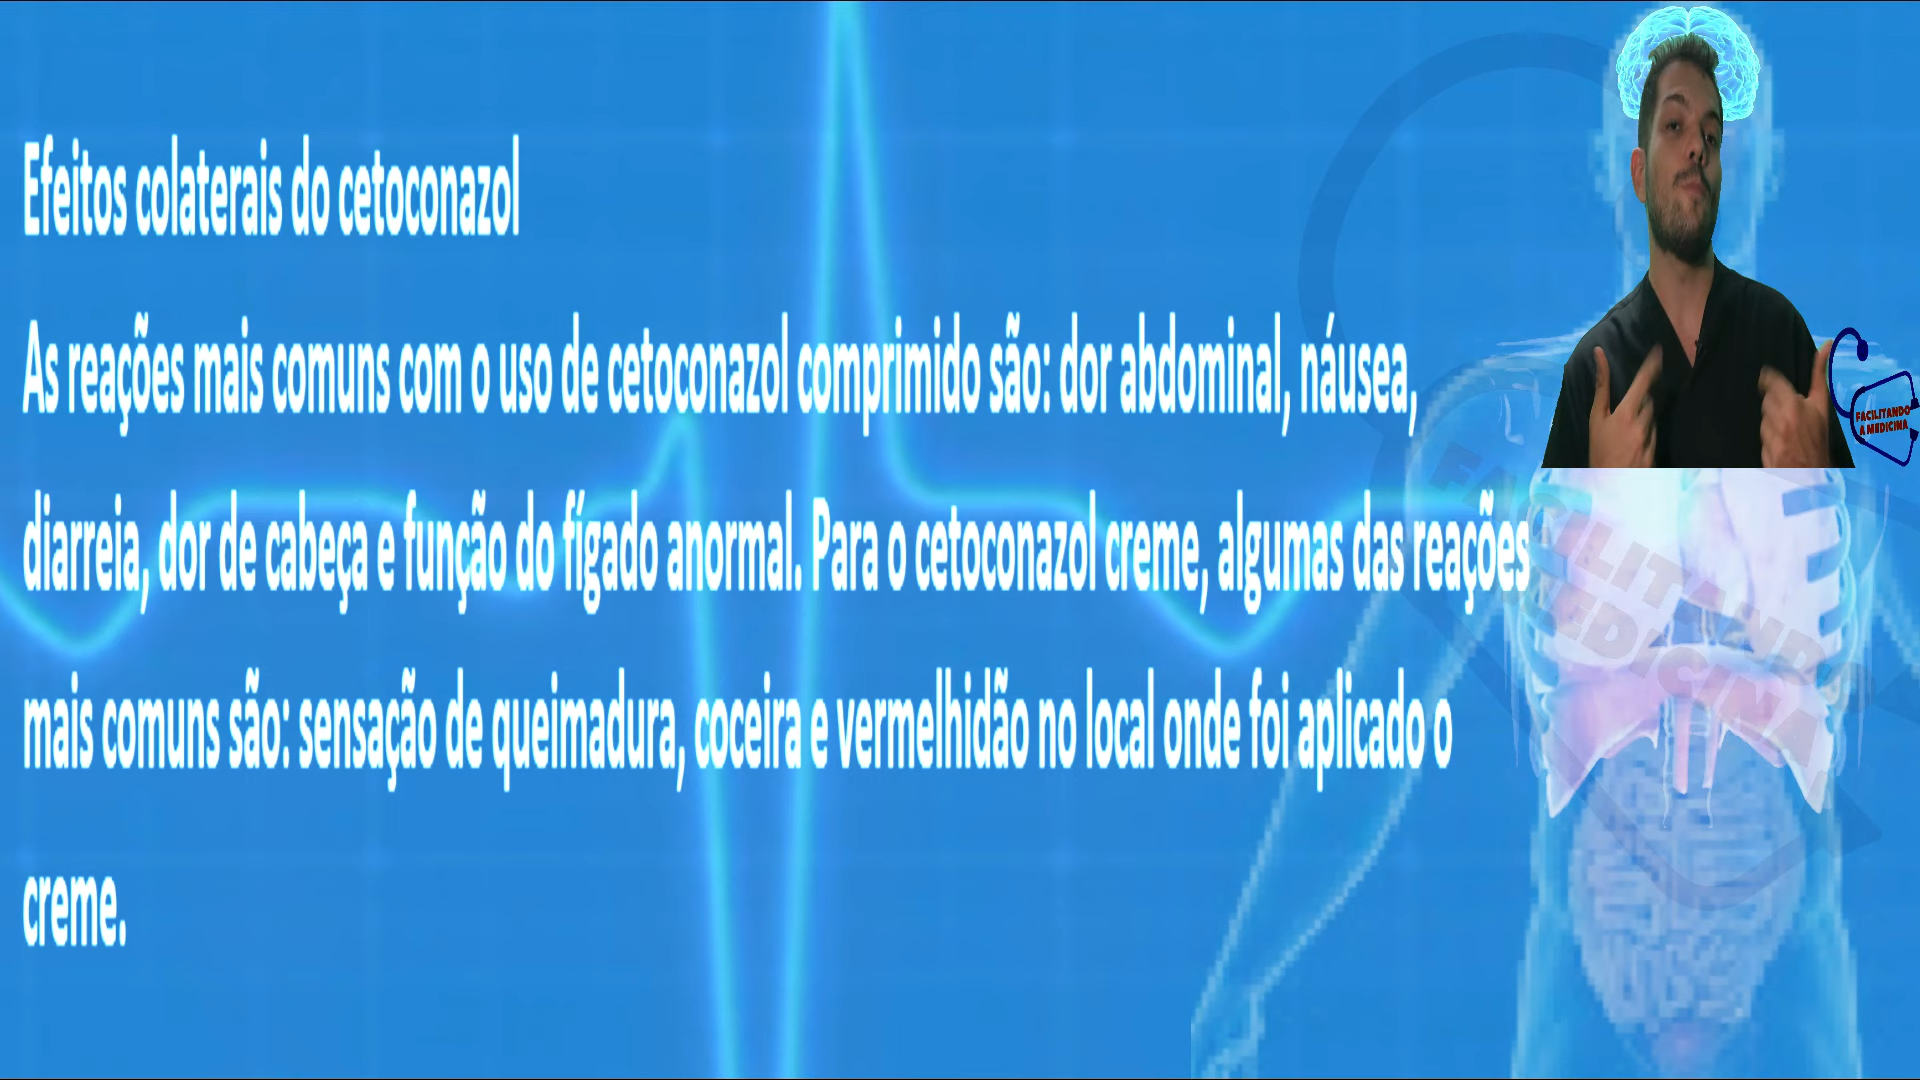 Efeitos colaterais do cetoconazol
As reações mais comuns com o uso de cetoconazol comprimido são: dor abdominal, náusea,
diarreia, dor de cabeça e função do fígado anormal. Para o cetoconazol creme, algumas das reações
mais comuns são: sensação de queimadura, coceira e vermelhidão no local onde foi aplicado o
creme.
FACILITANDO
A MEDICINA
FACILITANDO
MEDICINA